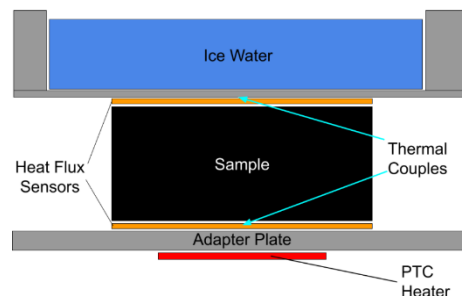 Ice Water
Heat Flux
Sensors
Sample
Thermal
Couples
Adapter Plate
PTC
Heater